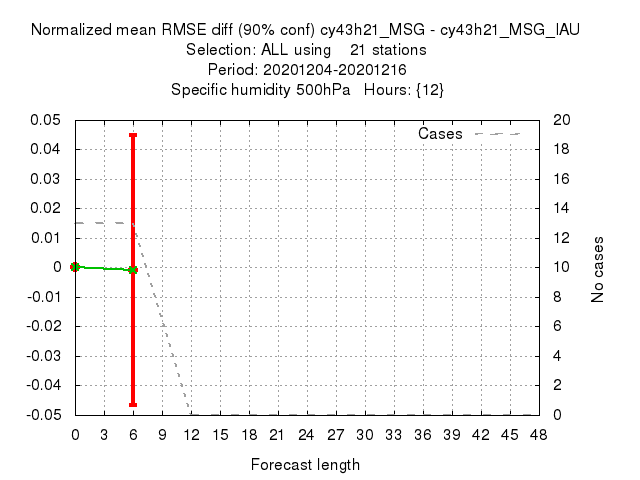 Normalized mean RMSE diff (90% conf) cy43h21_MSG - cy43h21_MSG_IAU
Selection: ALL using    21 stations
Period: 20201204-20201216
Specific humidity 500hPa   Hours: {12}
0.05
0.04
0.03
0.02
0.01
0
-0.01
-0.02
-0.03
-0.04
-0.05
Cases
20
18
16
14
12
10
8
6
4
2
0
No cases
0 3 6 9 12 15 18 21 24 27 30 33 36 39 42 45 48
Forecast length